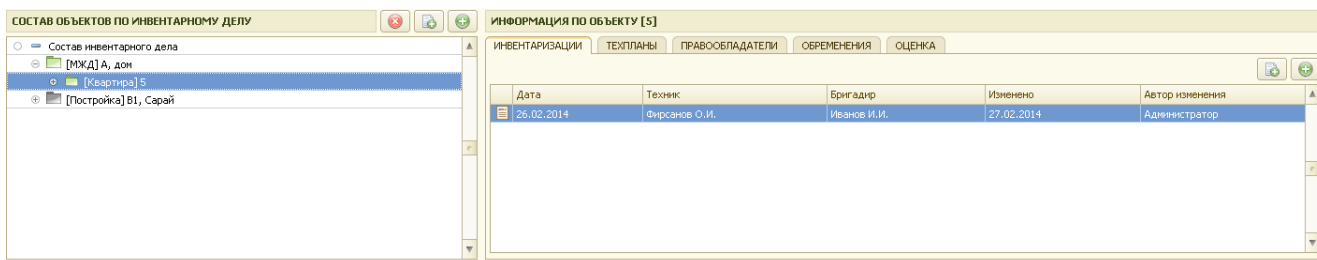 СОСТАВ ОБЪЕКТОВ ПО ИНВЕНТАРНОМУ ДЕЛУ
Состав инвентарного дела
[МЖД] А, дом
[Квартира] 5
[Постройка] В1, Сарай
ИНФОРМАЦИЯ ПО ОБЪЕКТУ [5]
ИНВЕНТАРИЗАЦИИ ТЕХПЛАНЫ ПРАВООБЛАДАТЕЛИ ОБРЕМЕНЕНИЯ ОЦЕНКА
Дата Техник Бригадир Изменено Автор изменения
26.02.2014 Фирсанов О.И. Иванов И.И. 27.02.2014 Администратор